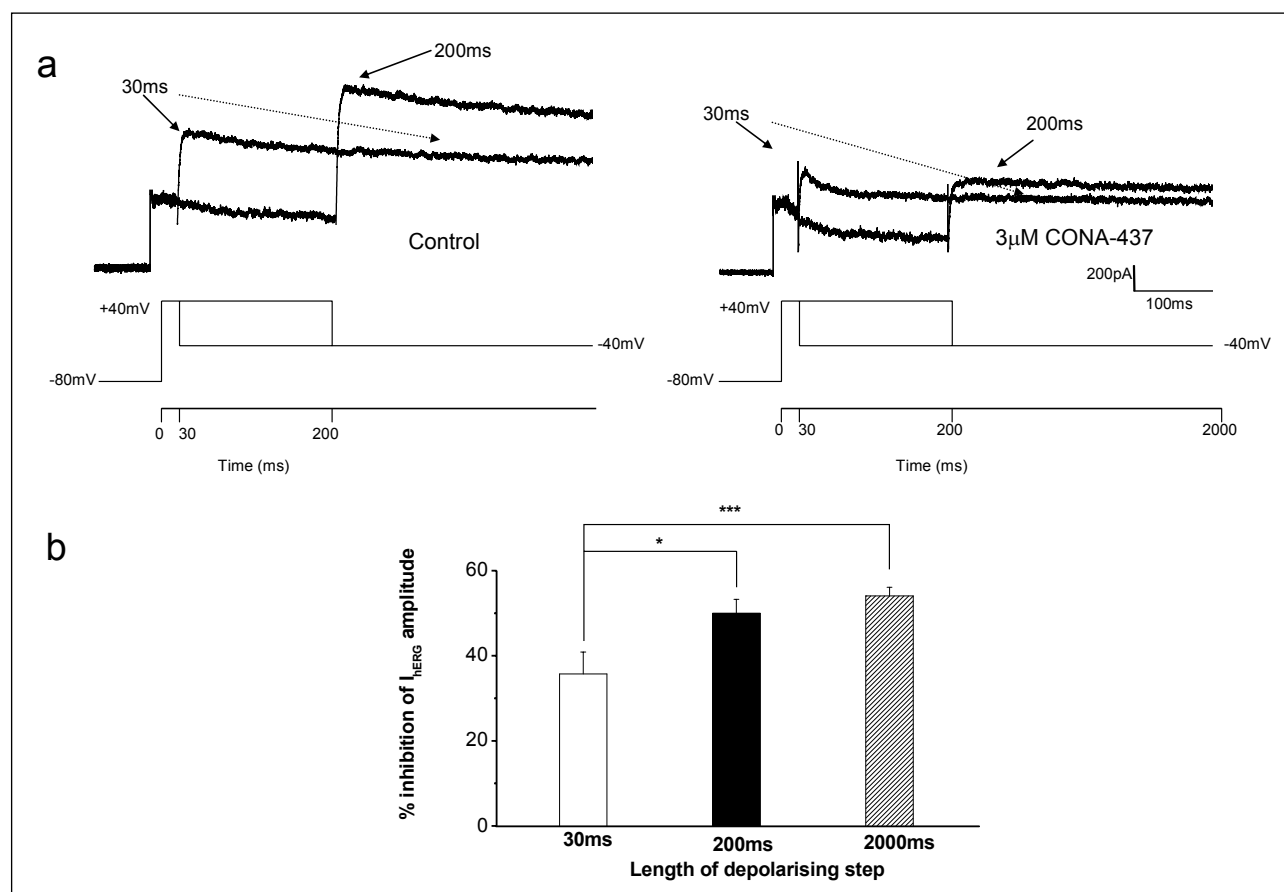 a
200ms
30ms
Control
+40mV
-40mV
-80mV
0 30 200
Time (ms)
30ms
200ms
3μM CONA-437
200pA
100ms
+40mV
-40mV
-80mV
0 30 200 2000
Time (ms)
b
***
*
% inhibition of IhERG amplitude
60
40
20
0
30ms 200ms 2000ms
Length of depolarising step